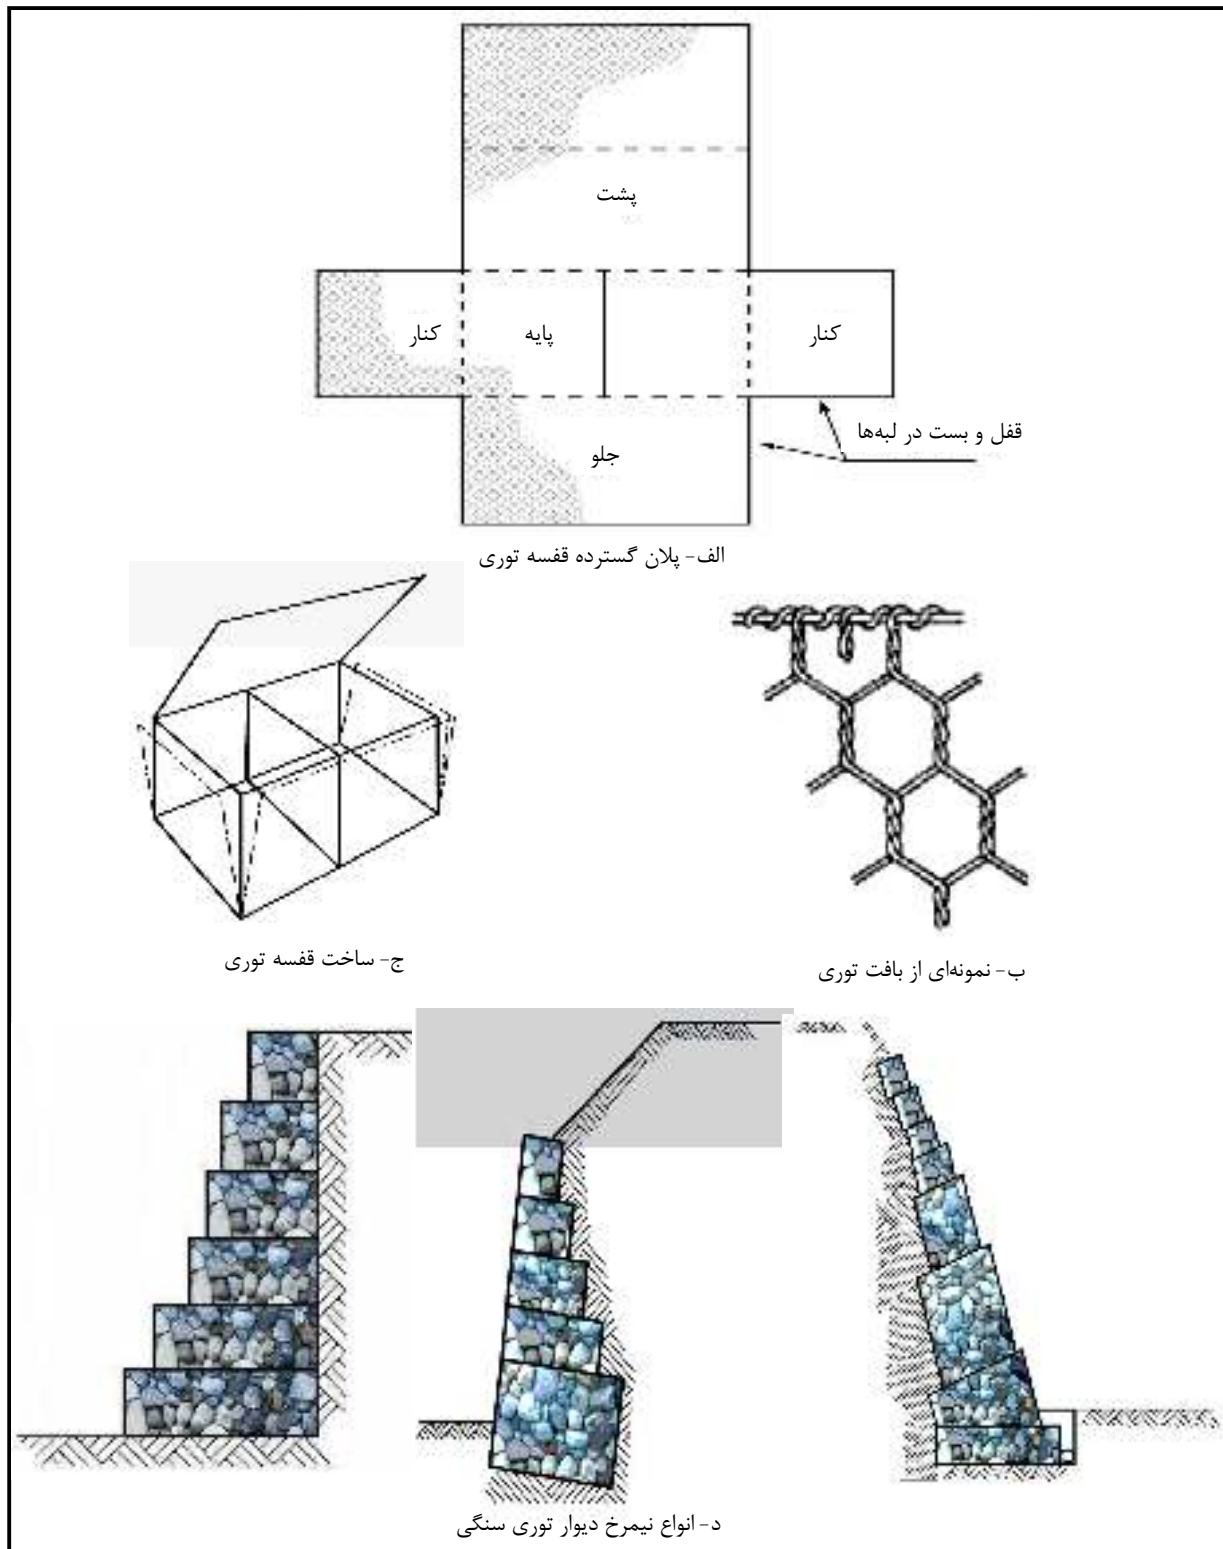 پشت
کنار
پایه
کنار
قفل و بست در لبه‌ها
جلو
الف- پلان گسترده قفسه توری
ج- ساخت قفسه توری
ب- نمونه‌ای از بافت توری
د- انواع نیمرخ دیوار توری سنگی